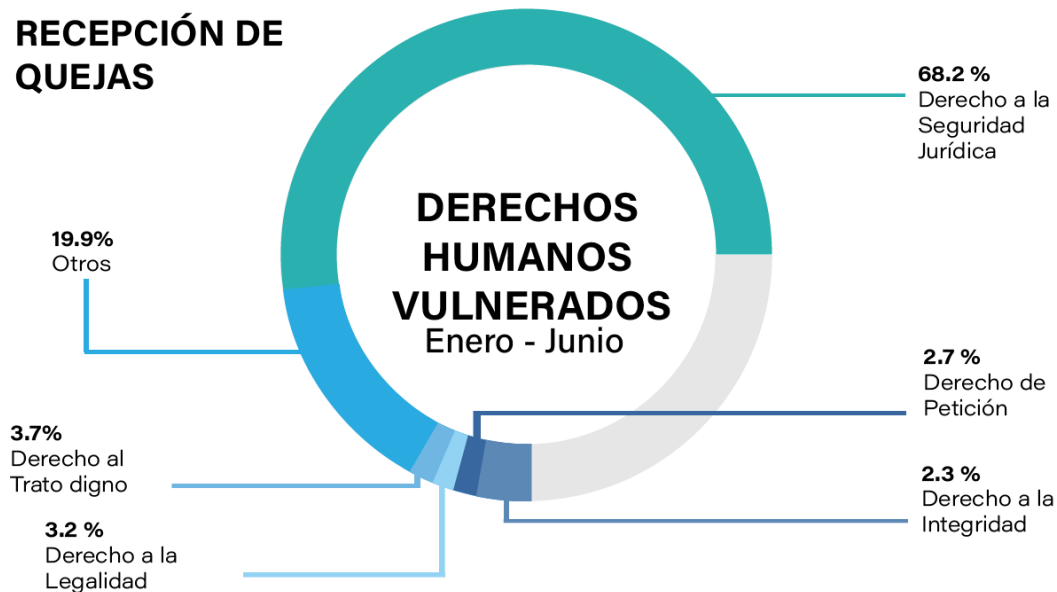 RECEPCIÓN DE
QUEJAS
68.2 %
Derecho a la
Seguridad
Jurídica
DERECHOS
HUMANOS
VULNERADOS
Enero - Junio
19.9%
Otros
2.7 %
Derecho de
Petición
3.7%
Derecho al
Trato digno
2.3 %
Derecho a la
Integridad
3.2 %
Derecho a la
Legalidad